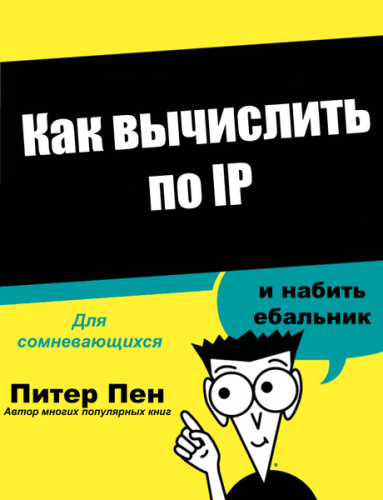 Как вычислить
по IP
и набить
ебальник
Для
сомневающихся
Питер Пен
Автор многих популярных книг